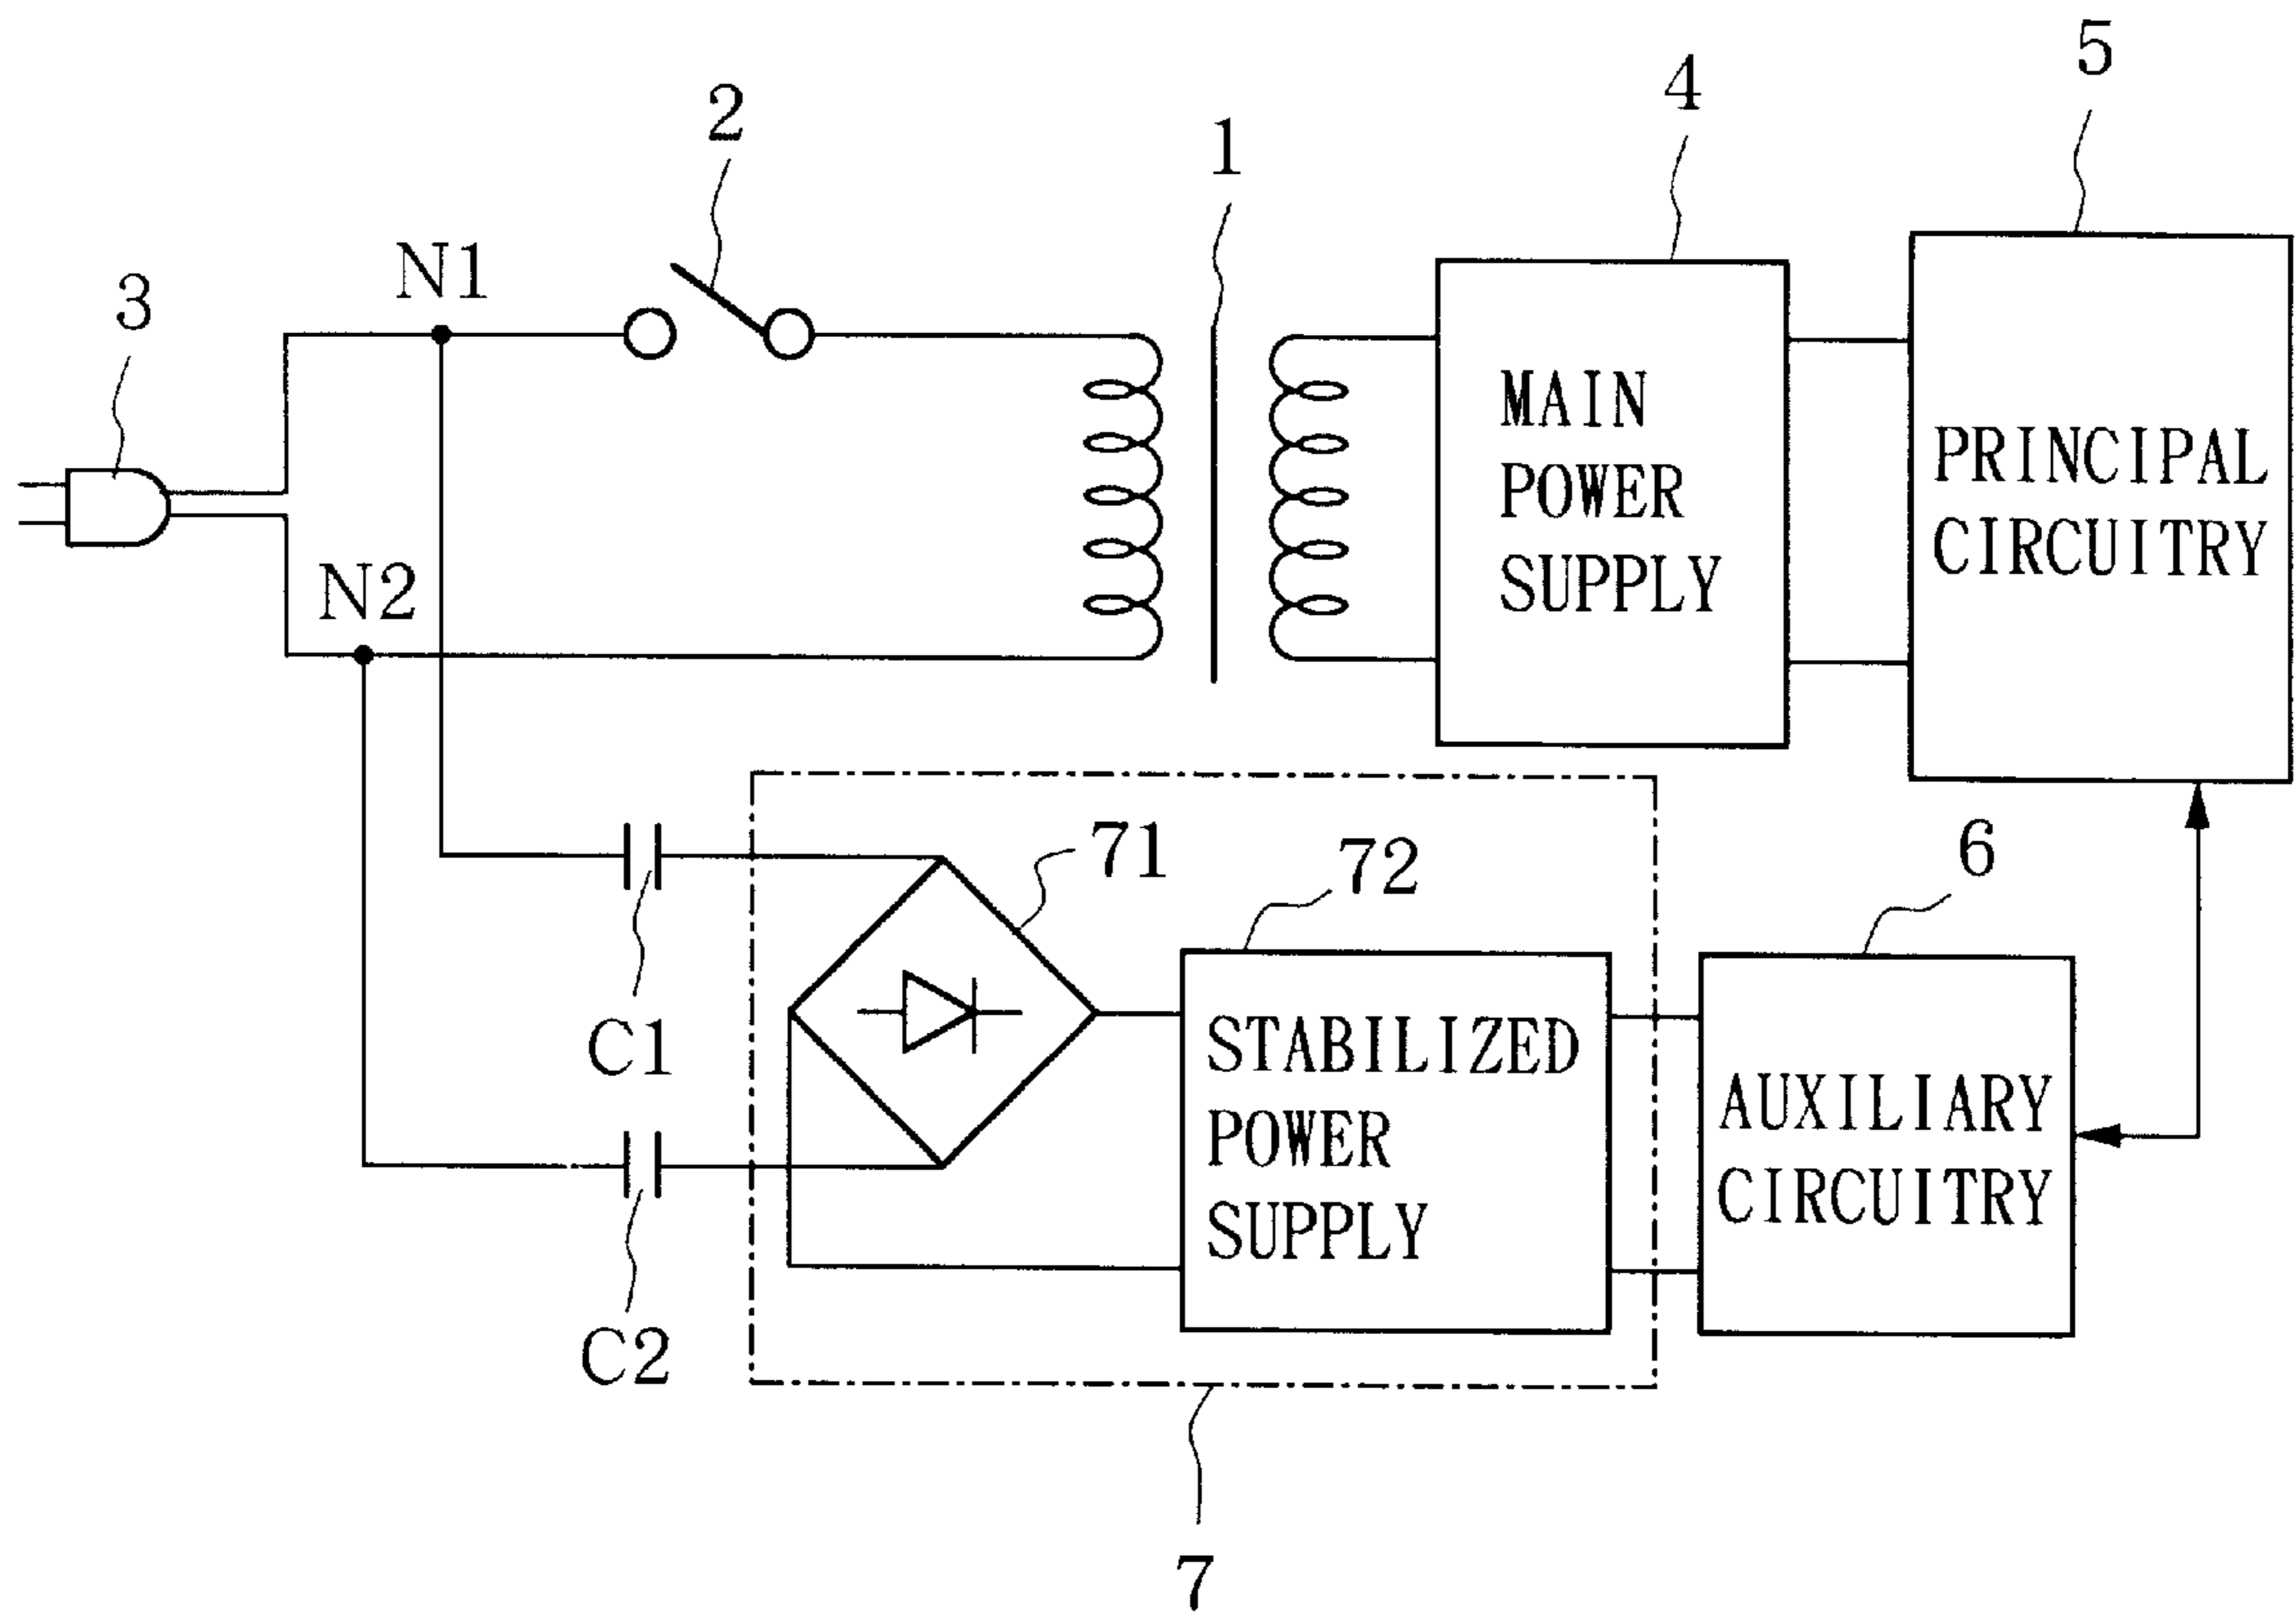 5
4
2
1
N1
3
MAIN
POWER
SUPPLY
PRINCIPAL
CIRCUITRY
N2
71
72
6
C1
STABILIZED
POWER
SUPPLY
AUXILIARY
CIRCUITRY
C2
7